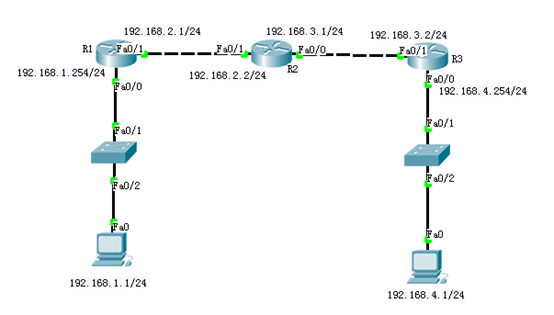 192.168.2.1/24
192.168.3.1/24
192.168.3.2/24
R1
Fa0/1
Fa0/1
Fa0/0
Fa0/1
R3
192.168.1.254/24
192.168.2.2/24
R2
Fa0/0
Fa0/0
192.168.4.254/24
Fa0/1
Fa0/1
Fa0/2
Fa0/2
Fa0
Fa0
192.168.1.1/24
192.168.4.1/24